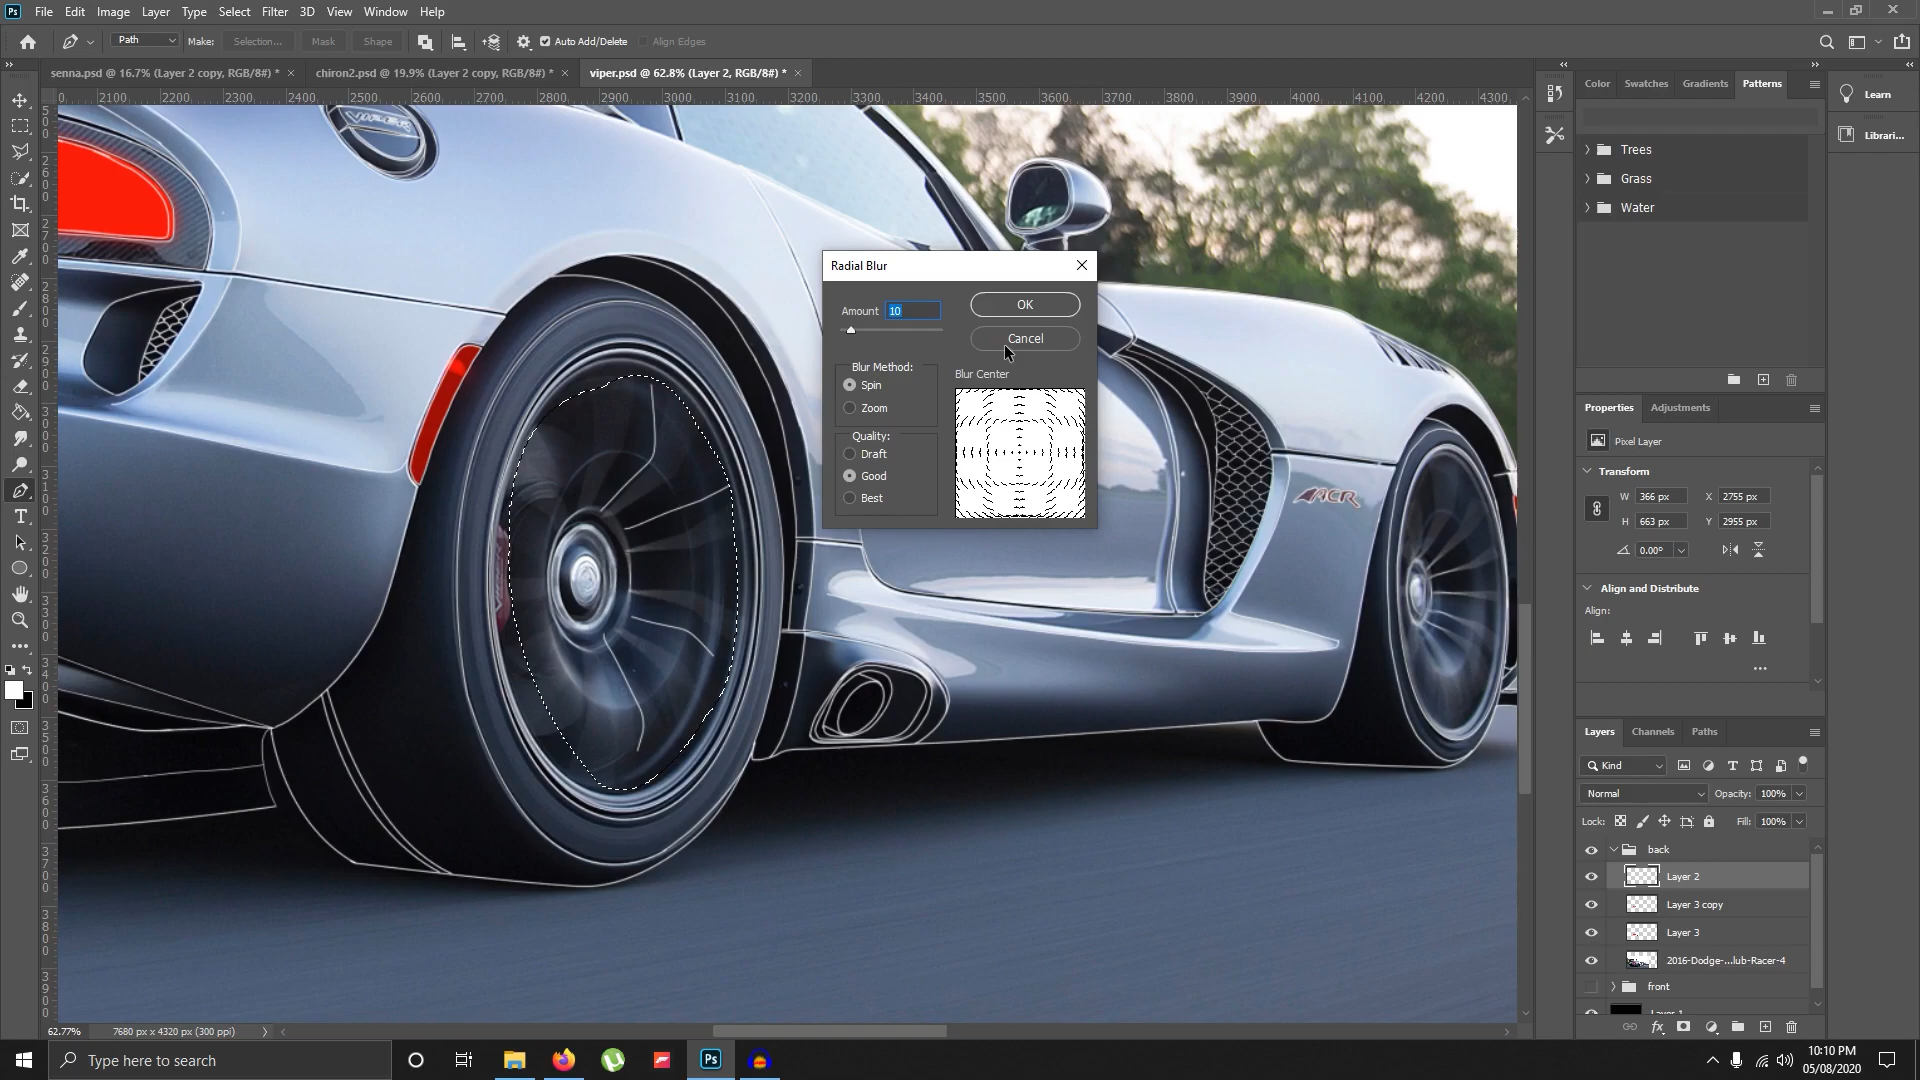 Ps File Edit Image Layer Type Select Filter 3D View Window Help
Path Make: Selection... Mask Shape Auto Add/Delete Align Edges
senna.psd @ 16.7% (Layer 2 copy, RGB/8#) * chiron2.psd @ 19.9% (Layer 2 copy, RGB/8#) * viper.psd @ 62.8% (Layer 2, RGB/8#) *
2100 2200 2300 2400 2500 2600 2700 2800 2900 3000 3100 3200 3300 3400 3500 3600 3700 3800 3900 4000 4100 4200 4300
VIPER
ACR
Radial Blur
Amount 10
OK
Cancel
Blur Method:
Spin
Zoom
Blur Center
Quality:
Draft
Good
Best
Color Swatches Gradients Patterns
Trees
Grass
Water
Learn
Librari...
Properties Adjustments
Pixel Layer
Transform
W 366 px X 2755 px
H 663 px Y 2955 px
0.00°
Align and Distribute
Align:
Layers Channels Paths
Kind
Normal Opacity: 100%
Lock: Fill: 100%
back
Layer 2
Layer 3 copy
Layer 3
2016-Dodge-...lub-Racer-4
front
Layer 1
62.77% 7680 px x 4320 px (300 ppi)
Type here to search
Ps
10:10 PM
05/08/2020